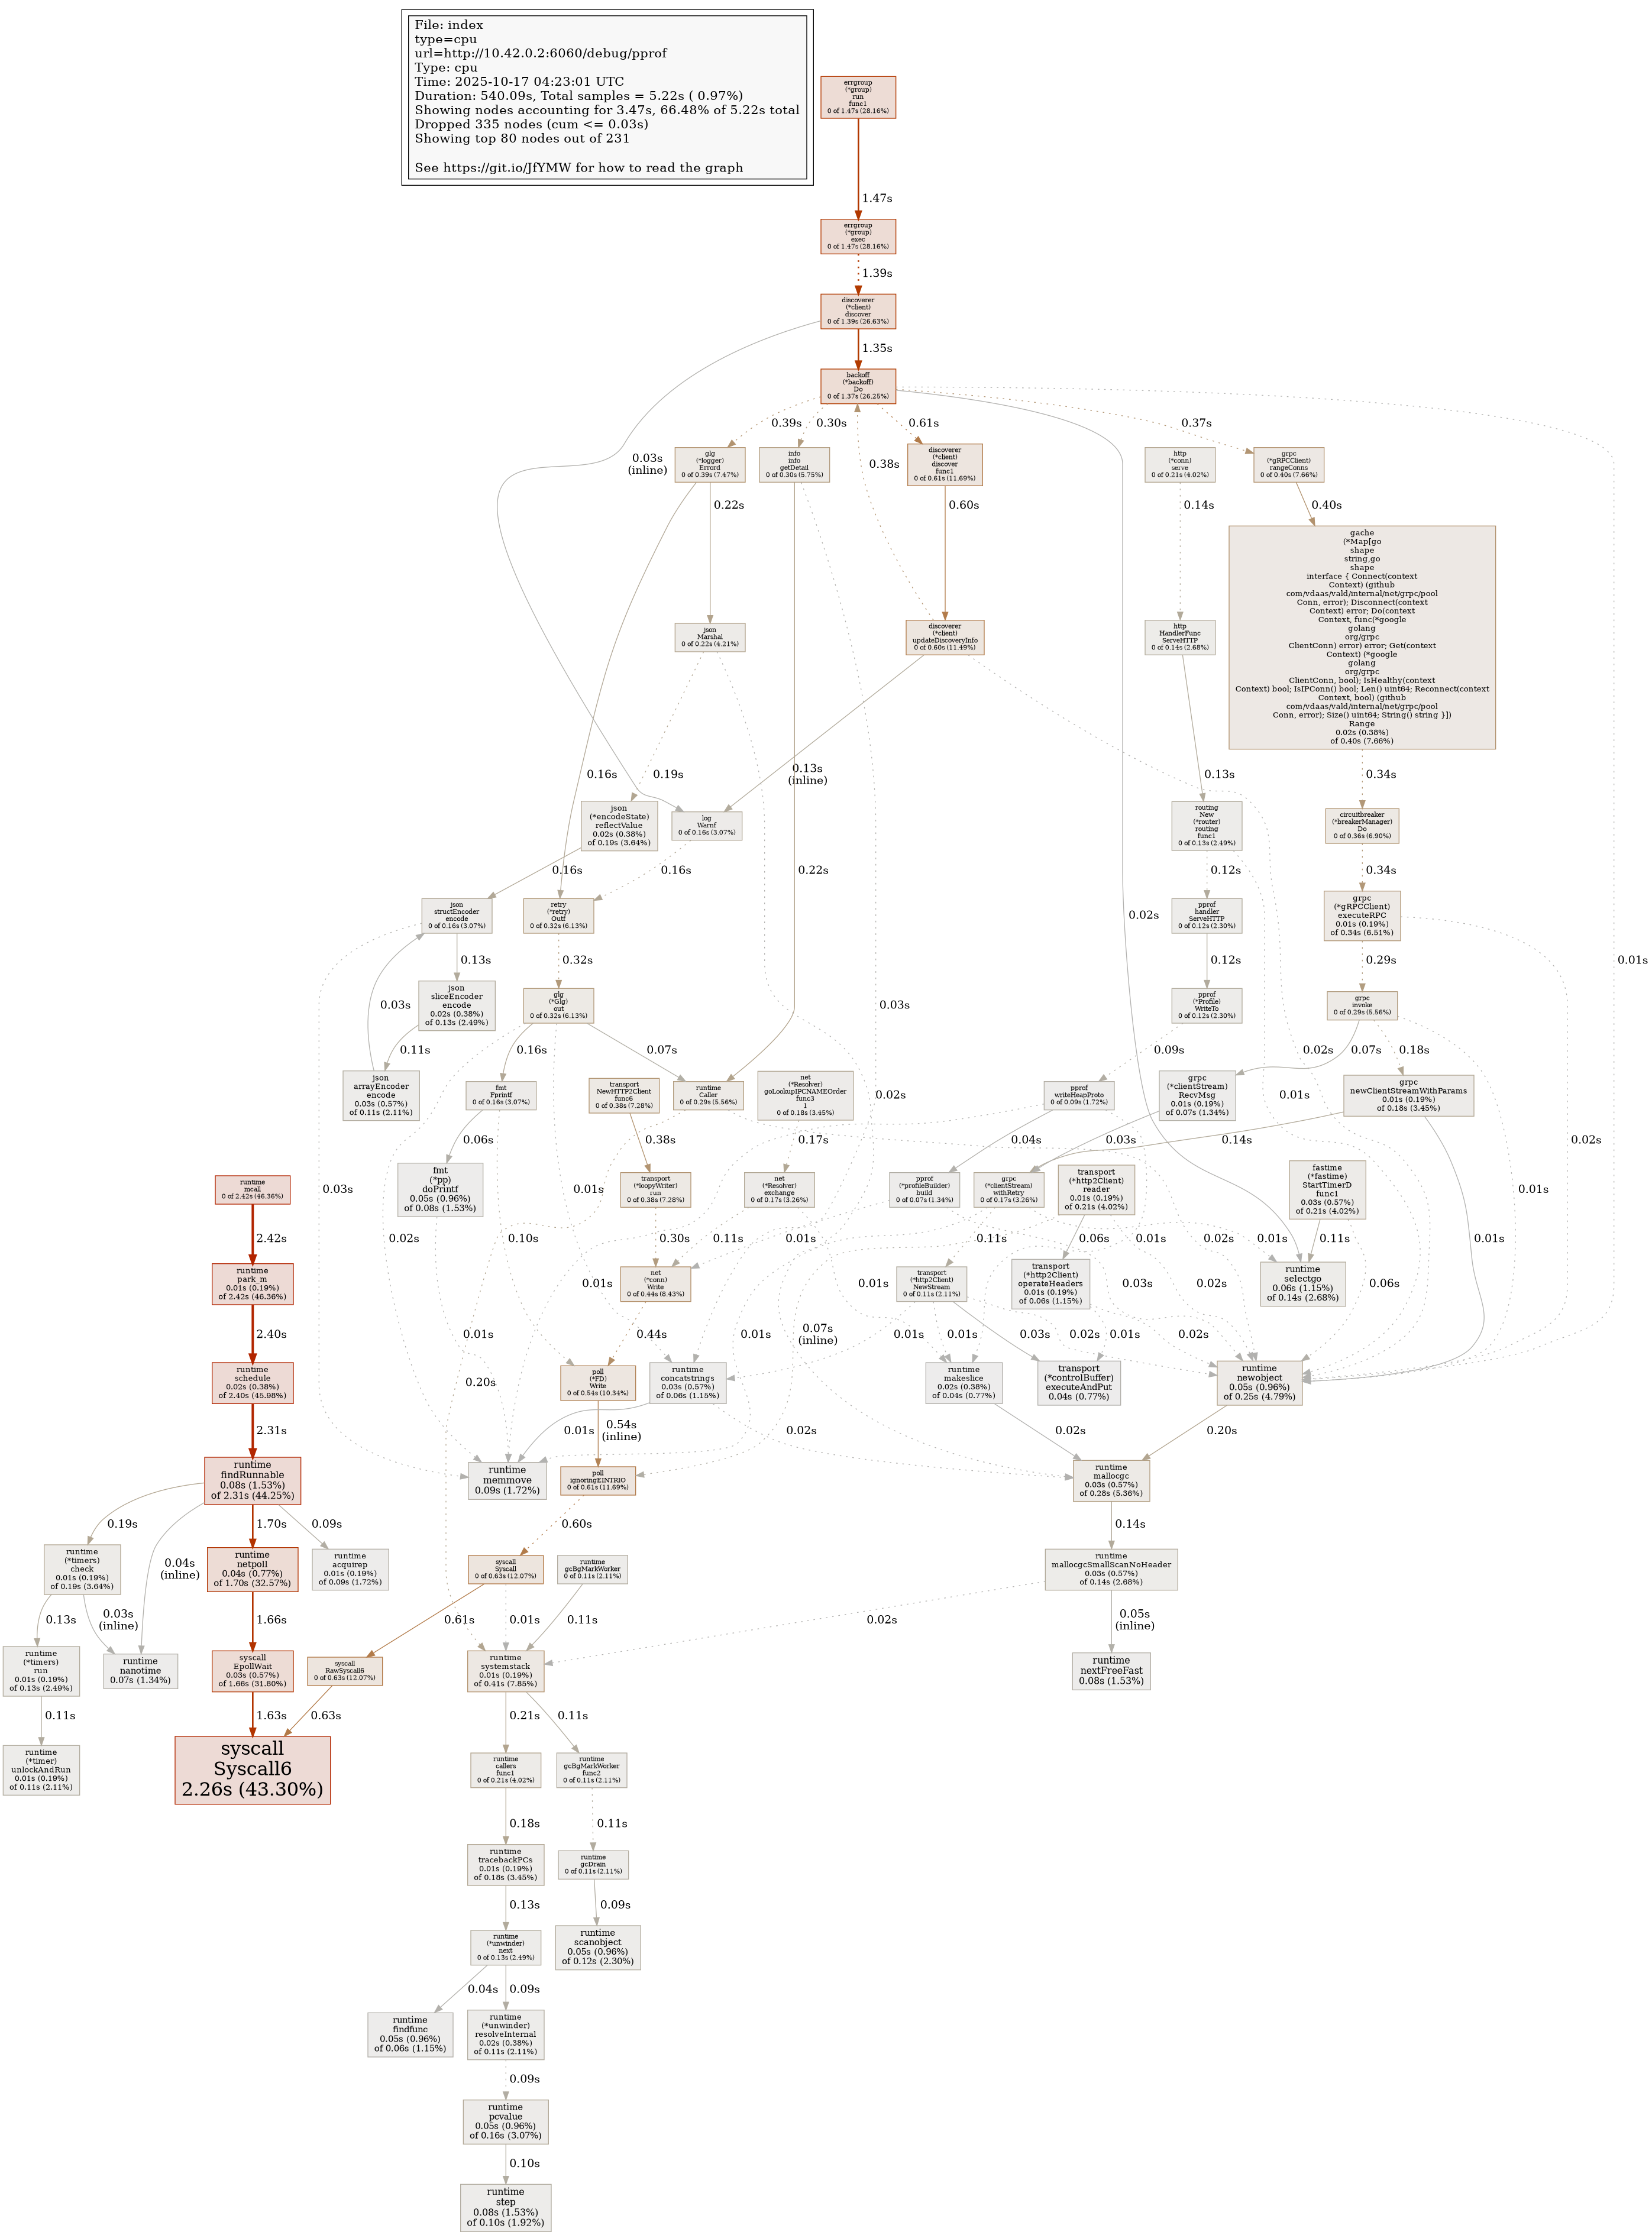 File: index
type=cpu
url=http://10.42.0.2:6060/debug/pprof
Type: cpu
Time: 2025-10-17 04:23:01 UTC
Duration: 540.09s, Total samples = 5.22s ( 0.97%)
Showing nodes accounting for 3.47s, 66.48% of 5.22s total
Dropped 335 nodes (cum <= 0.03s)
Showing top 80 nodes out of 231
See https://git.io/JfYMW for how to read the graph
errgroup
(*group)
run
func1
0 of 1.47s (28.16%)
1.47s
errgroup
(*group)
exec
0 of 1.47s (28.16%)
1.39s
discoverer
(*client)
discover
0 of 1.39s (26.63%)
1.35s
backoff
(*backoff)
Do
0 of 1.37s (26.25%)
0.39s
0.30s
0.61s
0.37s
0.03s
(inline)
0.38s
glg
(*logger)
Errord
0 of 0.39s (7.47%)
info
info
getDetail
0 of 0.30s (5.75%)
discoverer
(*client)
discover
func1
0 of 0.61s (11.69%)
http
(*conn)
serve
0 of 0.21s (4.02%)
grpc
(*gRPCClient)
rangeConns
0 of 0.40s (7.66%)
0.22s
0.60s
0.14s
0.40s
gache
(*Map[go
shape
string,go
shape
interface { Connect(context
Context) (github
com/vdaas/vald/internal/net/grpc/pool
Conn, error); Disconnect(context
Context) error; Do(context
Context, func(*google
golang
org/grpc
ClientConn) error) error; Get(context
Context) (*google
golang
org/grpc
ClientConn, bool); IsHealthy(context
Context) bool; IsIPConn() bool; Len() uint64; Reconnect(context
Context, bool) (github
com/vdaas/vald/internal/net/grpc/pool
Conn, error); Size() uint64; String() string }])
Range
0.02s (0.38%)
of 0.40s (7.66%)
json
Marshal
0 of 0.22s (4.21%)
discoverer
(*client)
updateDiscoveryInfo
0 of 0.60s (11.49%)
http
HandlerFunc
ServeHTTP
0 of 0.14s (2.68%)
0.16s
0.19s
0.13s
(inline)
0.13s
0.34s
json
(*encodeState)
reflectValue
0.02s (0.38%)
of 0.19s (3.64%)
log
Warnf
0 of 0.16s (3.07%)
routing
New
(*router)
routing
func1
0 of 0.13s (2.49%)
circuitbreaker
(*breakerManager)
Do
0 of 0.36s (6.90%)
0.16s
0.16s
0.22s
0.12s
0.34s
json
structEncoder
encode
0 of 0.16s (3.07%)
retry
(*retry)
Outf
0 of 0.32s (6.13%)
0.02s
pprof
handler
ServeHTTP
0 of 0.12s (2.30%)
grpc
(*gRPCClient)
executeRPC
0.01s (0.19%)
of 0.34s (6.51%)
0.13s
0.32s
0.12s
0.29s
0.01s
json
sliceEncoder
encode
0.02s (0.38%)
of 0.13s (2.49%)
0.03s
glg
(*Glg)
out
0 of 0.32s (6.13%)
0.03s
pprof
(*Profile)
WriteTo
0 of 0.12s (2.30%)
grpc
invoke
0 of 0.29s (5.56%)
0.11s
0.16s
0.07s
0.09s
0.02s
0.07s
0.18s
json
arrayEncoder
encode
0.03s (0.57%)
of 0.11s (2.11%)
fmt
Fprintf
0 of 0.16s (3.07%)
transport
NewHTTP2Client
func6
0 of 0.38s (7.28%)
runtime
Caller
0 of 0.29s (5.56%)
net
(*Resolver)
goLookupIPCNAMEOrder
func3
1
0 of 0.18s (3.45%)
0.02s
pprof
writeHeapProto
0 of 0.09s (1.72%)
grpc
(*clientStream)
RecvMsg
0.01s (0.19%)
of 0.07s (1.34%)
0.01s
grpc
newClientStreamWithParams
0.01s (0.19%)
of 0.18s (3.45%)
0.06s
0.38s
0.17s
0.04s
0.03s
0.14s
0.02s
runtime
mcall
0 of 2.42s (46.36%)
0.03s
fmt
(*pp)
doPrintf
0.05s (0.96%)
of 0.08s (1.53%)
0.01s
transport
(*loopyWriter)
run
0 of 0.38s (7.28%)
net
(*Resolver)
exchange
0 of 0.17s (3.26%)
pprof
(*profileBuilder)
build
0 of 0.07s (1.34%)
grpc
(*clientStream)
withRetry
0 of 0.17s (3.26%)
transport
(*http2Client)
reader
0.01s (0.19%)
of 0.21s (4.02%)
fastime
(*fastime)
StartTimerD
func1
0.03s (0.57%)
of 0.21s (4.02%)
0.01s
2.42s
0.02s
0.10s
0.30s
0.11s
0.01s
0.11s
0.06s
0.01s
0.02s
0.01s
0.11s
runtime
park_m
0.01s (0.19%)
of 2.42s (46.36%)
0.01s
net
(*conn)
Write
0 of 0.44s (8.43%)
0.01s
transport
(*http2Client)
NewStream
0 of 0.11s (2.11%)
transport
(*http2Client)
operateHeaders
0.01s (0.19%)
of 0.06s (1.15%)
0.03s
0.02s
runtime
selectgo
0.06s (1.15%)
of 0.14s (2.68%)
0.06s
0.01s
2.40s
0.01s
0.44s
0.01s
0.07s
(inline)
0.01s
0.01s
0.03s
0.02s
0.01s
0.02s
runtime
schedule
0.02s (0.38%)
of 2.40s (45.98%)
0.20s
poll
(*FD)
Write
0 of 0.54s (10.34%)
runtime
concatstrings
0.03s (0.57%)
of 0.06s (1.15%)
runtime
makeslice
0.02s (0.38%)
of 0.04s (0.77%)
transport
(*controlBuffer)
executeAndPut
0.04s (0.77%)
runtime
newobject
0.05s (0.96%)
of 0.25s (4.79%)
2.31s
0.01s
0.54s
(inline)
0.02s
0.02s
0.20s
runtime
findRunnable
0.08s (1.53%)
of 2.31s (44.25%)
runtime
memmove
0.09s (1.72%)
poll
ignoringEINTRIO
0 of 0.61s (11.69%)
runtime
mallocgc
0.03s (0.57%)
of 0.28s (5.36%)
0.19s
1.70s
0.09s
0.60s
0.14s
runtime
(*timers)
check
0.01s (0.19%)
of 0.19s (3.64%)
0.04s
(inline)
runtime
netpoll
0.04s (0.77%)
of 1.70s (32.57%)
runtime
acquirep
0.01s (0.19%)
of 0.09s (1.72%)
syscall
Syscall
0 of 0.63s (12.07%)
runtime
gcBgMarkWorker
0 of 0.11s (2.11%)
runtime
mallocgcSmallScanNoHeader
0.03s (0.57%)
of 0.14s (2.68%)
0.13s
0.03s
(inline)
1.66s
0.61s
0.01s
0.11s
0.02s
0.05s
(inline)
runtime
(*timers)
run
0.01s (0.19%)
of 0.13s (2.49%)
runtime
nanotime
0.07s (1.34%)
syscall
EpollWait
0.03s (0.57%)
of 1.66s (31.80%)
syscall
RawSyscall6
0 of 0.63s (12.07%)
runtime
systemstack
0.01s (0.19%)
of 0.41s (7.85%)
runtime
nextFreeFast
0.08s (1.53%)
0.11s
1.63s
0.63s
0.21s
0.11s
runtime
(*timer)
unlockAndRun
0.01s (0.19%)
of 0.11s (2.11%)
syscall
Syscall6
2.26s (43.30%)
runtime
callers
func1
0 of 0.21s (4.02%)
runtime
gcBgMarkWorker
func2
0 of 0.11s (2.11%)
0.18s
0.11s
runtime
tracebackPCs
0.01s (0.19%)
of 0.18s (3.45%)
runtime
gcDrain
0 of 0.11s (2.11%)
0.13s
0.09s
runtime
(*unwinder)
next
0 of 0.13s (2.49%)
runtime
scanobject
0.05s (0.96%)
of 0.12s (2.30%)
0.04s
0.09s
runtime
findfunc
0.05s (0.96%)
of 0.06s (1.15%)
runtime
(*unwinder)
resolveInternal
0.02s (0.38%)
of 0.11s (2.11%)
0.09s
runtime
pcvalue
0.05s (0.96%)
of 0.16s (3.07%)
0.10s
runtime
step
0.08s (1.53%)
of 0.10s (1.92%)